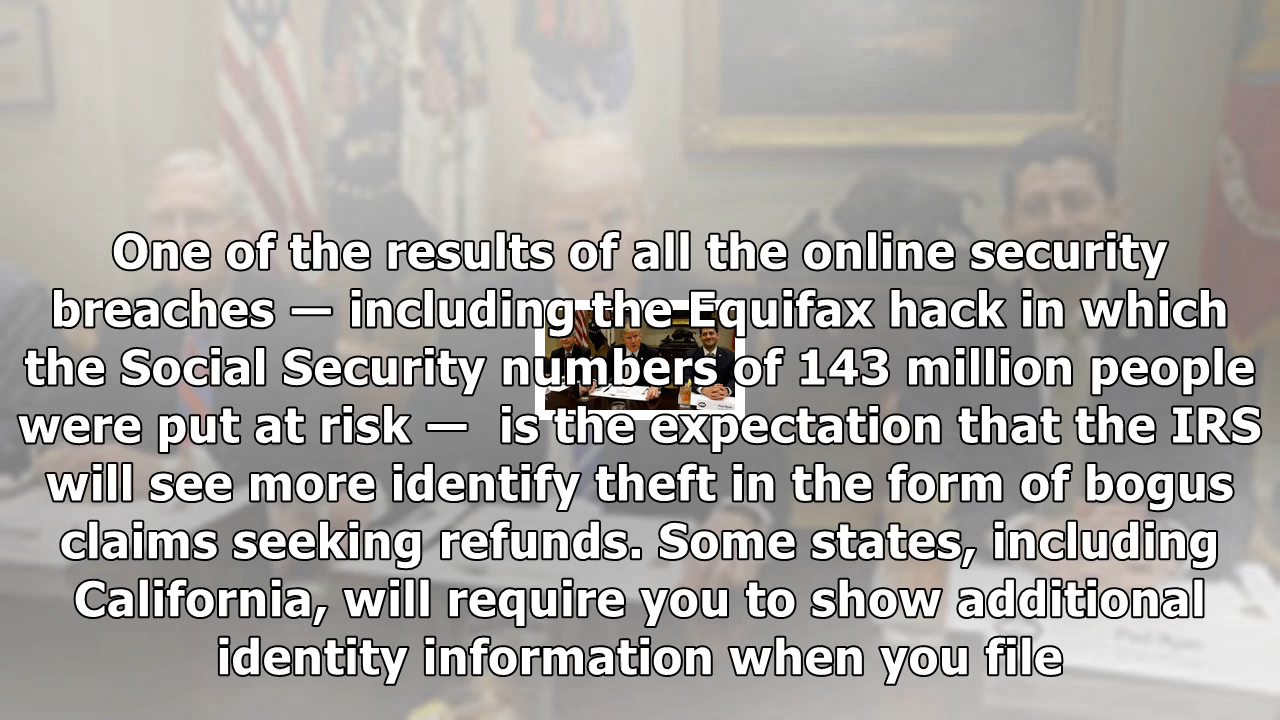 One of the results of all the online security
breaches — including the Equifax hack in which
the Social Security numbers of 143 million people
were put at risk —  is the expectation that the IRS
will see more identify theft in the form of bogus
claims seeking refunds. Some states, including
California, will require you to show additional
identity information when you file